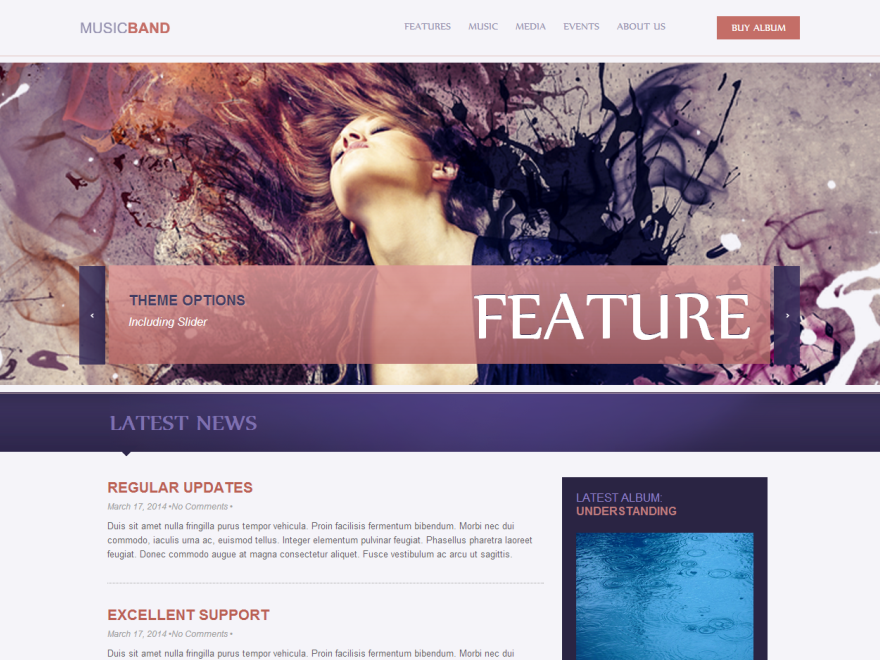 MUSICBAND
FEATURES MUSIC MEDIA EVENTS ABOUT US BUY ALBUM
THEME OPTIONS
Including Slider
FEATURE
LATEST NEWS
REGULAR UPDATES
March 17, 2014 •No Comments •
Duis sit amet nulla fringilla purus tempor vehicula. Proin facilisis fermentum bibendum. Morbi nec dui
commodo, iaculis urna ac, euismod tellus. Integer elementum pulvinar feugiat. Phasellus pharetra laoreet
feugiat. Donec commodo augue at magna consectetur aliquet. Fusce vestibulum ac arcu ut sagittis.
EXCELLENT SUPPORT
March 17, 2014 •No Comments •
Duis sit amet nulla fringilla purus tempor vehicula. Proin facilisis fermentum bibendum. Morbi nec dui
LATEST ALBUM:
UNDERSTANDING